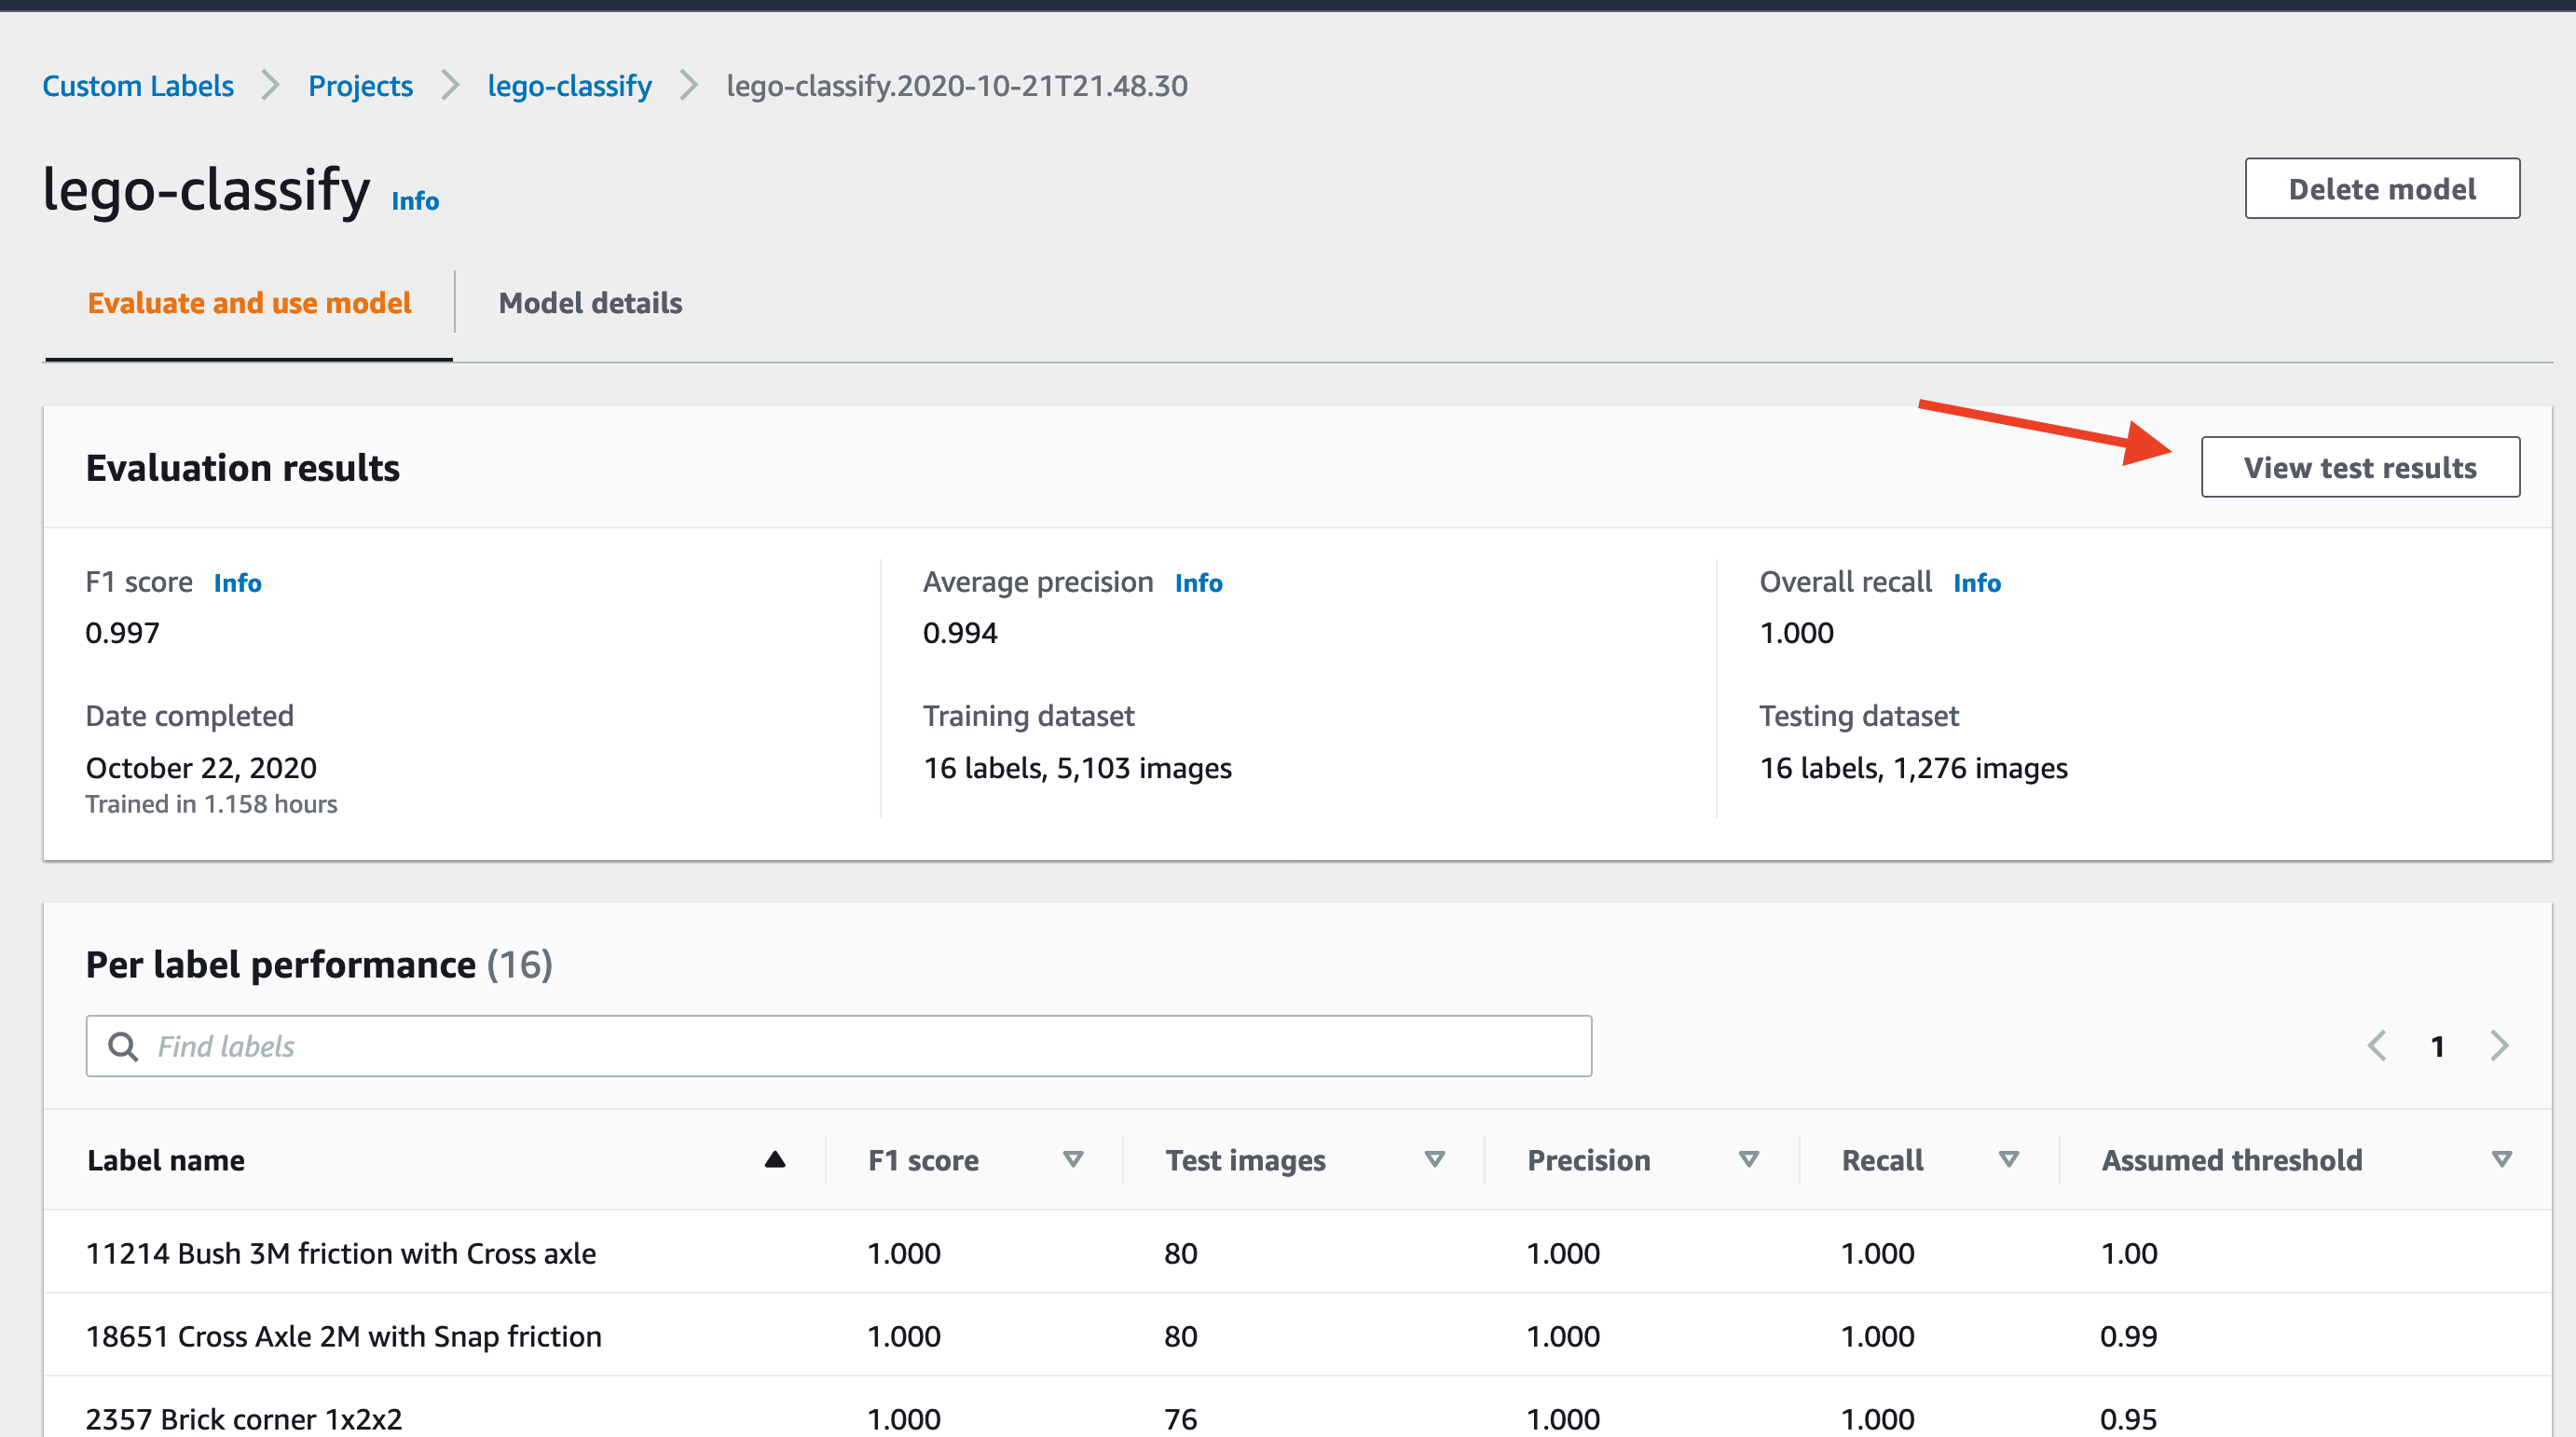 Custom Labels > Projects > lego-classify > lego-classify.2020-10-21T21.48.30
lego-classify Info
Delete model
Evaluate and use model
Model details
Evaluation results
View test results
F1 score Info
0.997
Average precision Info
0.994
Overall recall Info
1.000
Date completed
October 22, 2020
Trained in 1.158 hours
Training dataset
16 labels, 5,103 images
Testing dataset
16 labels, 1,276 images
Per label performance (16)
Find labels
1
Label name F1 score Test images Precision Recall Assumed threshold
11214 Bush 3M friction with Cross axle 1.000 80 1.000 1.000 1.00
18651 Cross Axle 2M with Snap friction 1.000 80 1.000 1.000 0.99
2357 Brick corner 1x2x2 1.000 76 1.000 1.000 0.95